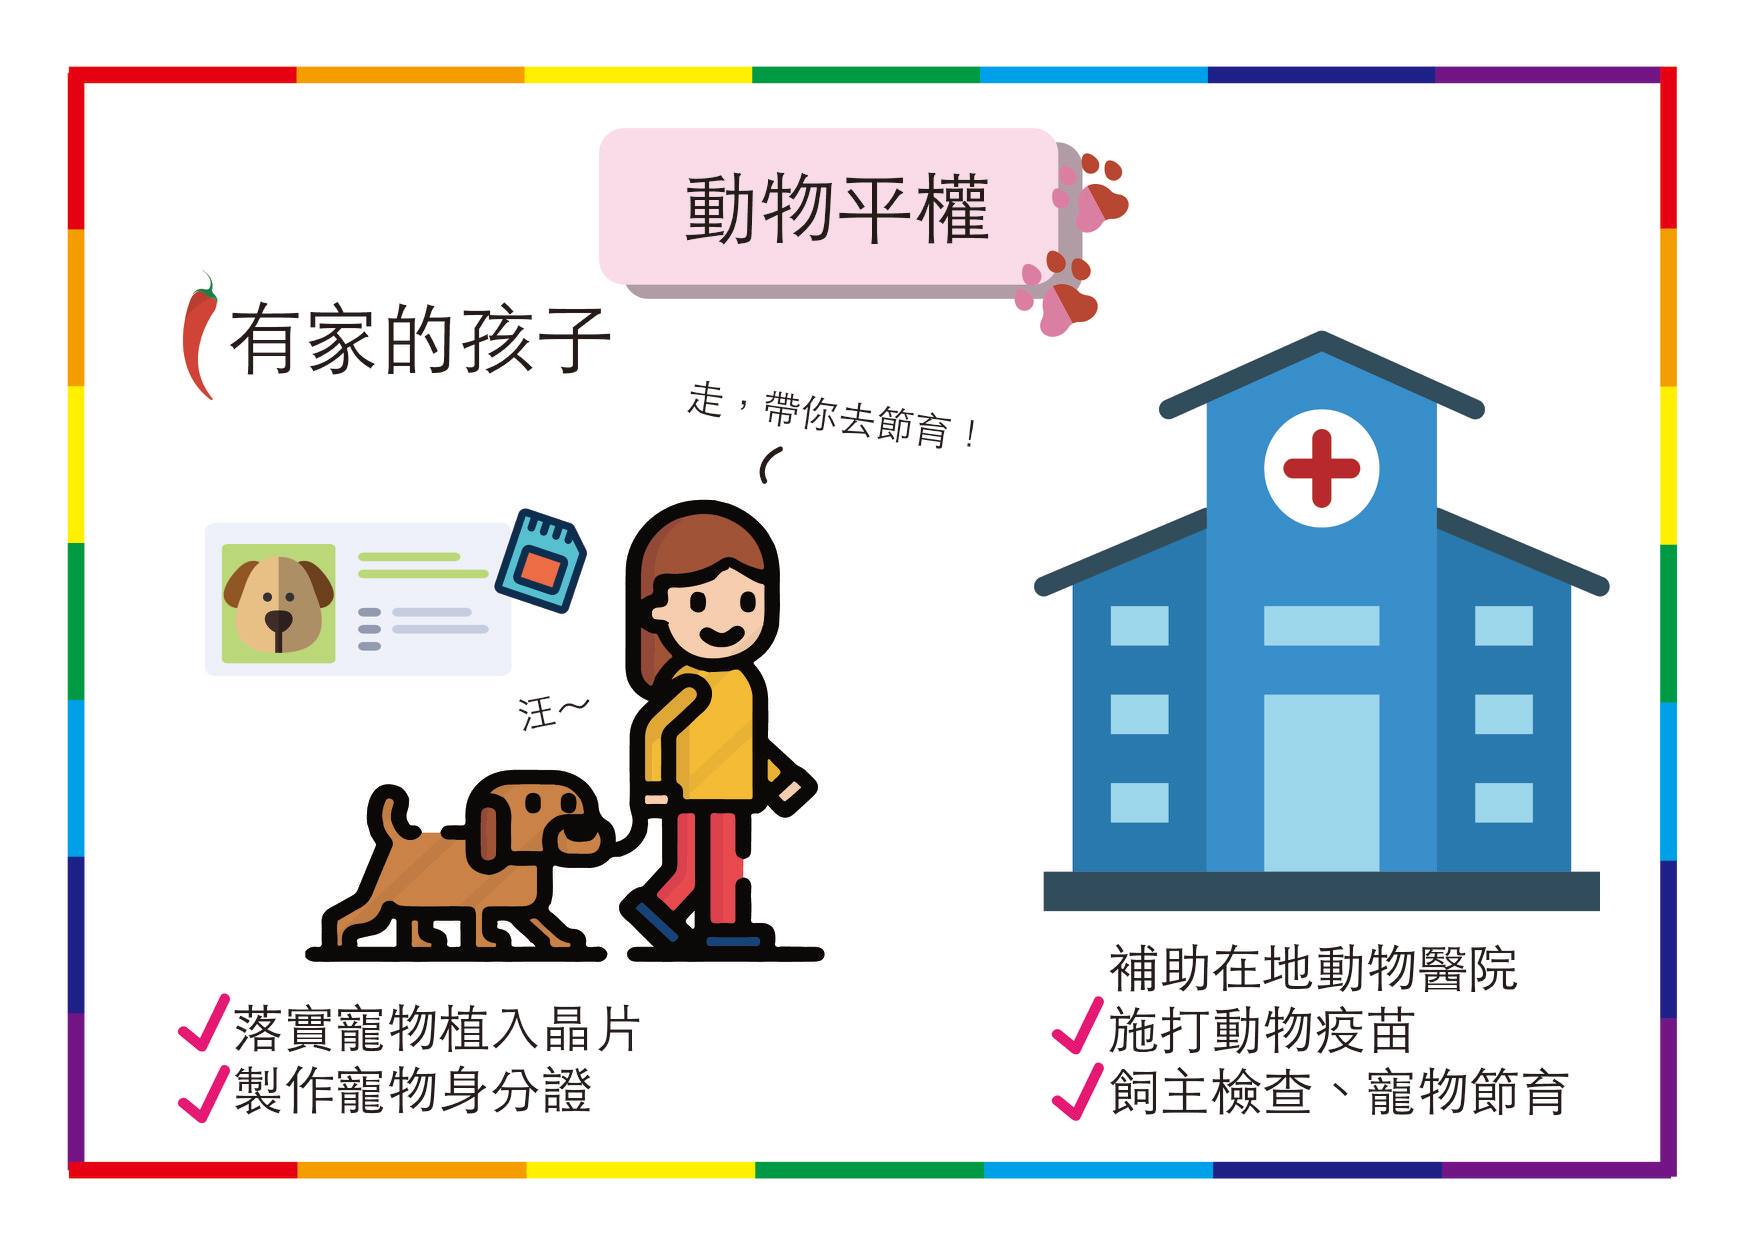 動物平權
有家的孩子
走，帶你去節育！
汪～
落實寵物植入晶片
製作寵物身分證
補助在地動物醫院
施打動物疫苗
飼主檢查、寵物節育